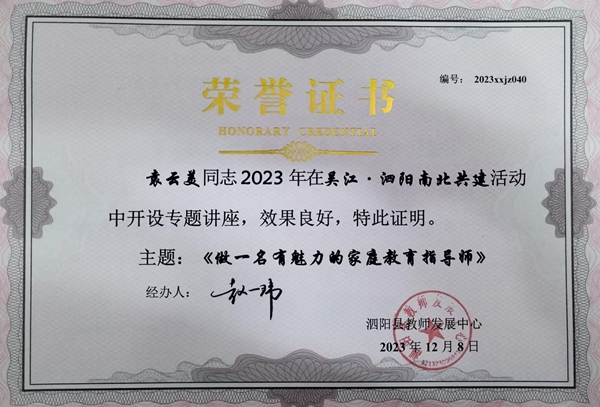 编号： 2023xxjz040
荣誉证书
HONORARY CREDENTIAL
袁云美同志2023年在吴江·泗阳南北共建活动
中开设专题讲座，效果良好，特此证明。
主题：《做一名有魅力的家庭教育指导师》
经办人：
泗阳县教师发展中心
2023年12月8日